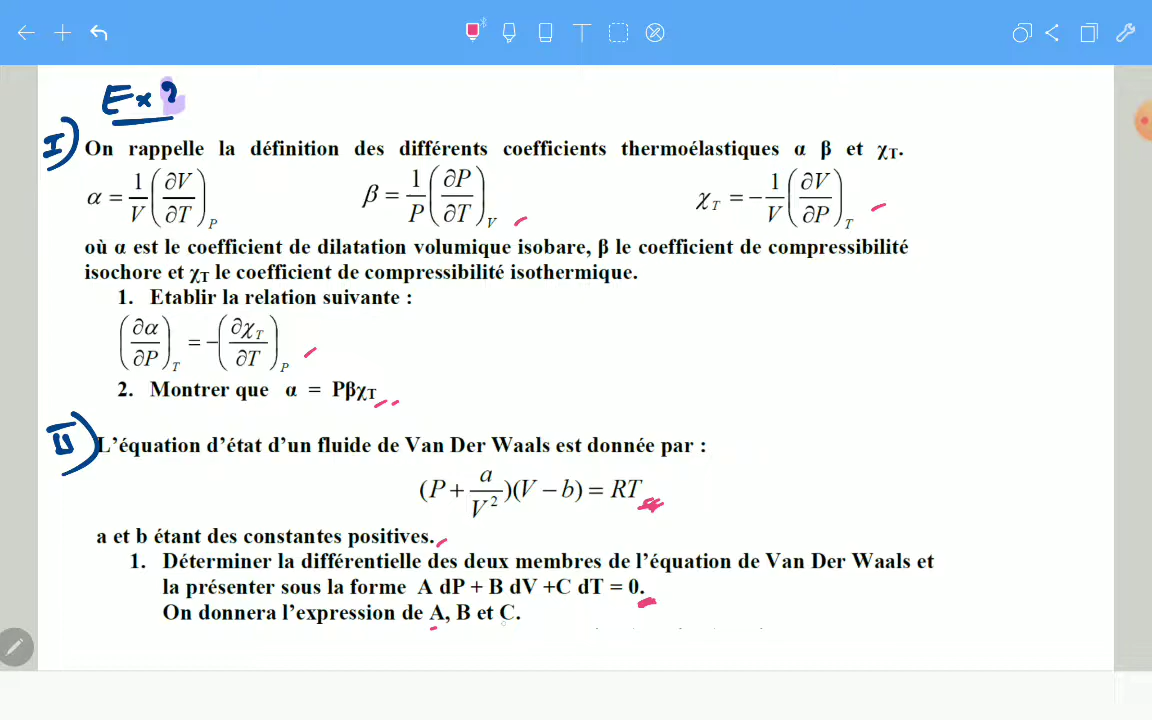 Ex ?
I)
On rappelle la définition des différents coefficients thermoélastiques α β et χT.
α = 1/V (∂V/∂T)P    β = 1/P (∂P/∂T)V    χT = -1/V (∂V/∂P)T
où α est le coefficient de dilatation volumique isobare, β le coefficient de compressibilité
isochore et χT le coefficient de compressibilité isothermique.
1. Etablir la relation suivante :
(∂α/∂P)T = -(∂χT/∂T)P
2. Montrer que α = PβχT
II)
L'équation d'état d'un fluide de Van Der Waals est donnée par :
(P + a/V²)(V − b) = RT
a et b étant des constantes positives.
1. Déterminer la différentielle des deux membres de l'équation de Van Der Waals et
la présenter sous la forme A dP + B dV +C dT = 0.
On donnera l'expression de A, B et C.